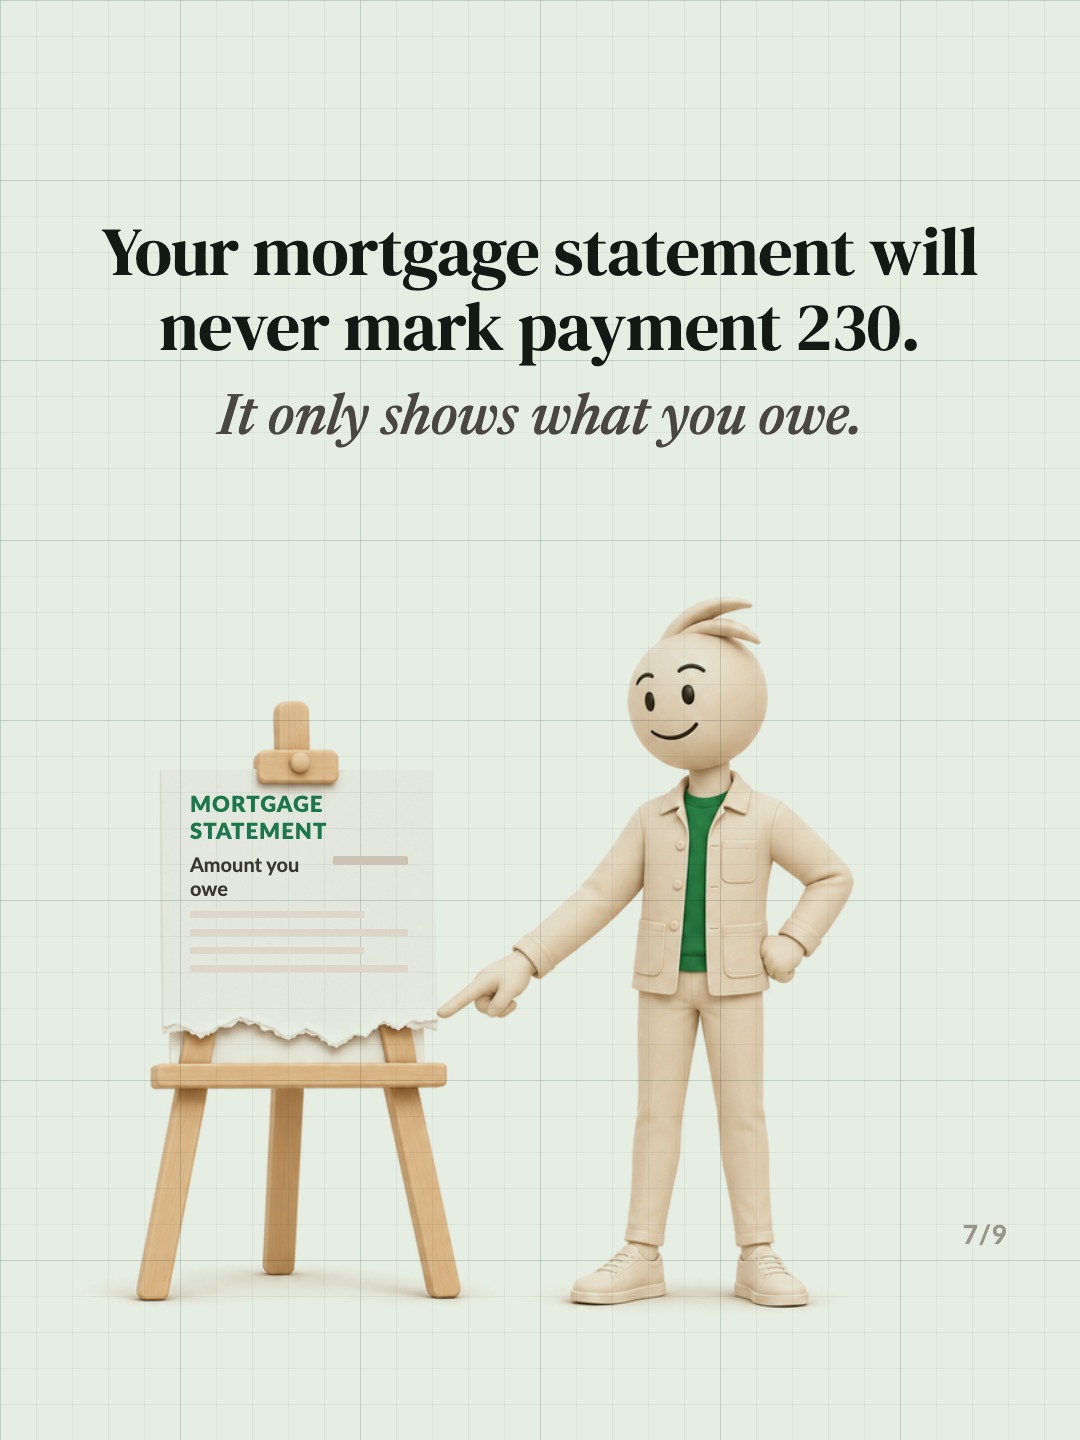 Your mortgage statement will
never mark payment 230.
It only shows what you owe.
MORTGAGE
STATEMENT
Amount you
owe
7/9